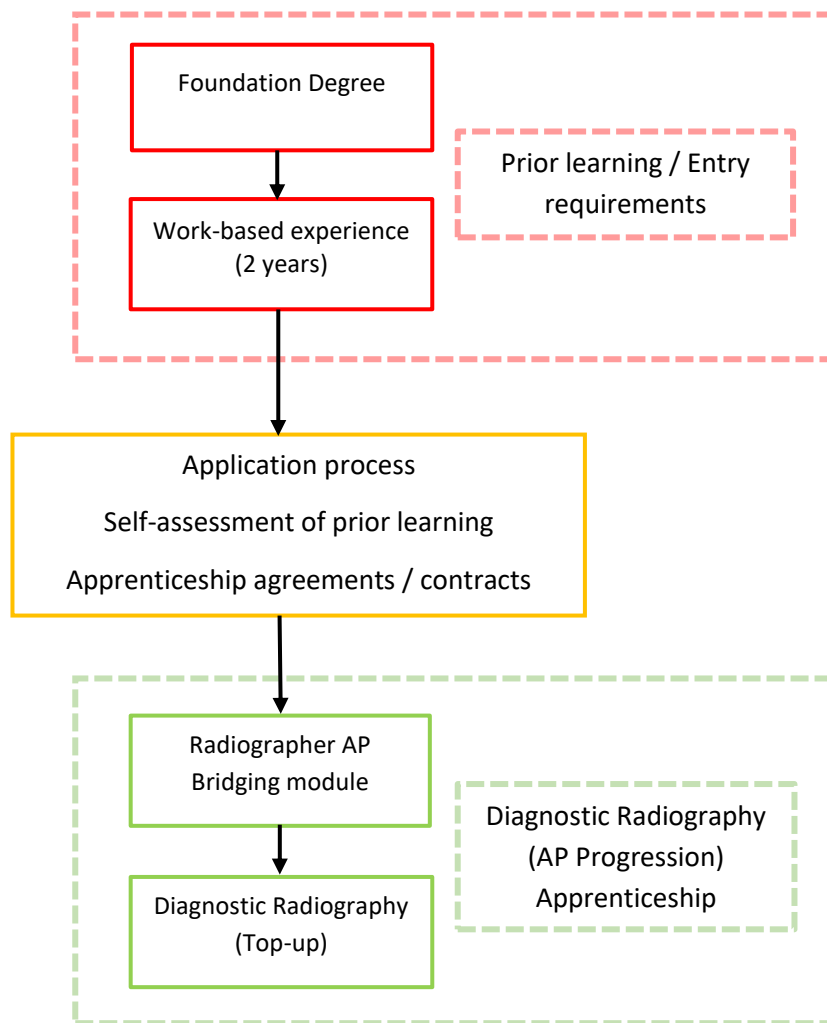 Foundation Degree
Prior learning / Entry
requirements
Work-based experience
(2 years)
Application process
Self-assessment of prior learning
Apprenticeship agreements / contracts
Radiographer AP
Bridging module
Diagnostic Radiography
(AP Progression)
Apprenticeship
Diagnostic Radiography
(Top-up)